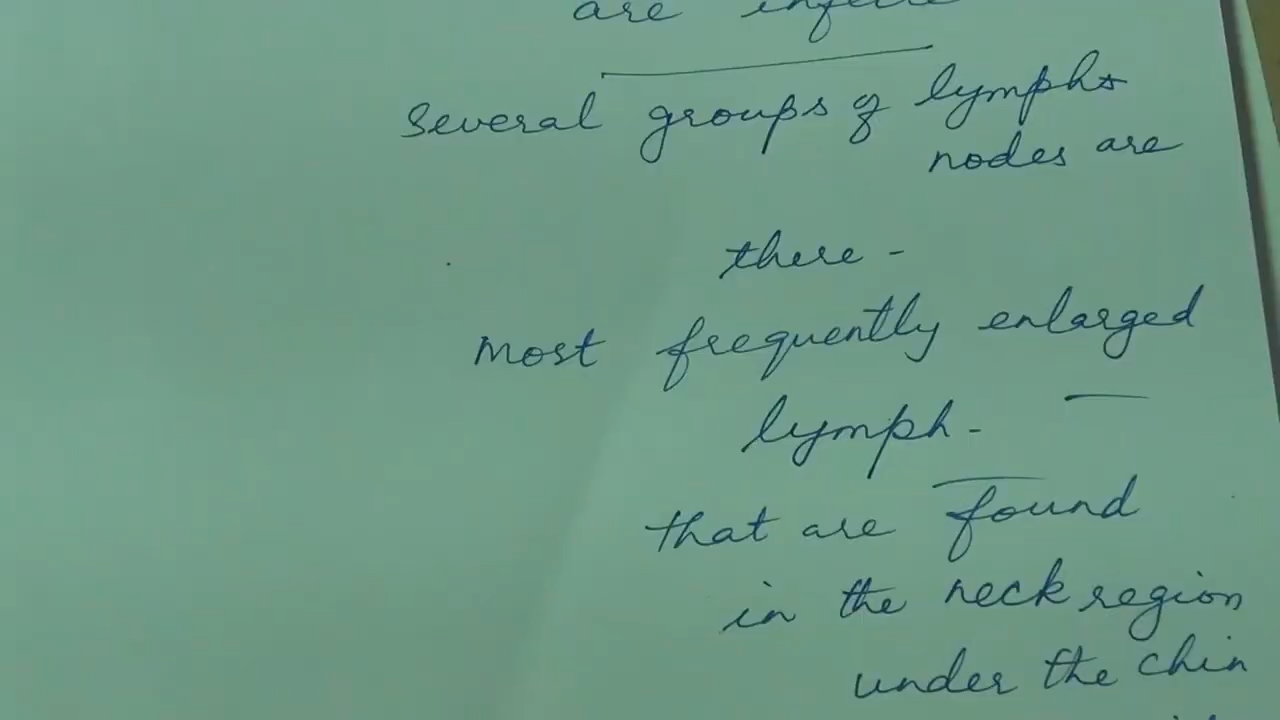 are
Several groups of lymph
nodes are
there -
Most frequently enlarged
lymph -
that are found
in the neck region
under the chin